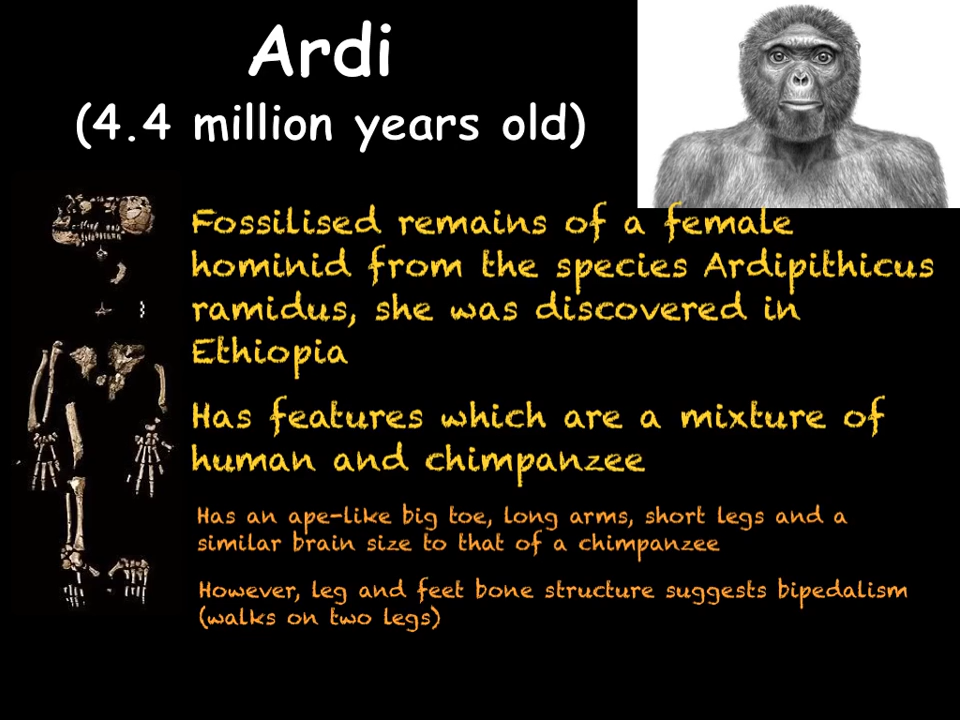 Ardi
(4.4 million years old)
Fossilised remains of a female
hominid from the species Ardipithicus
ramidus, she was discovered in
Ethiopia
Has features which are a mixture of
human and chimpanzee
Has an ape-like big toe, long arms, short legs and a
similar brain size to that of a chimpanzee
However, leg and feet bone structure suggests bipedalism
(walks on two legs)